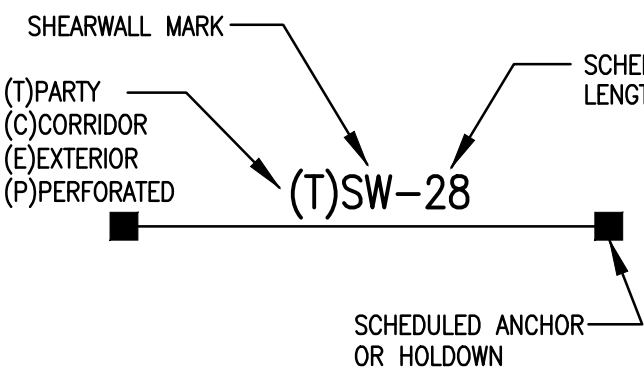 SHEARWALL MARK
(T)PARTY
(C)CORRIDOR
(E)EXTERIOR
(P)PERFORATED
(T)SW-28
SCHEDULED ANCHOR
OR HOLDOWN